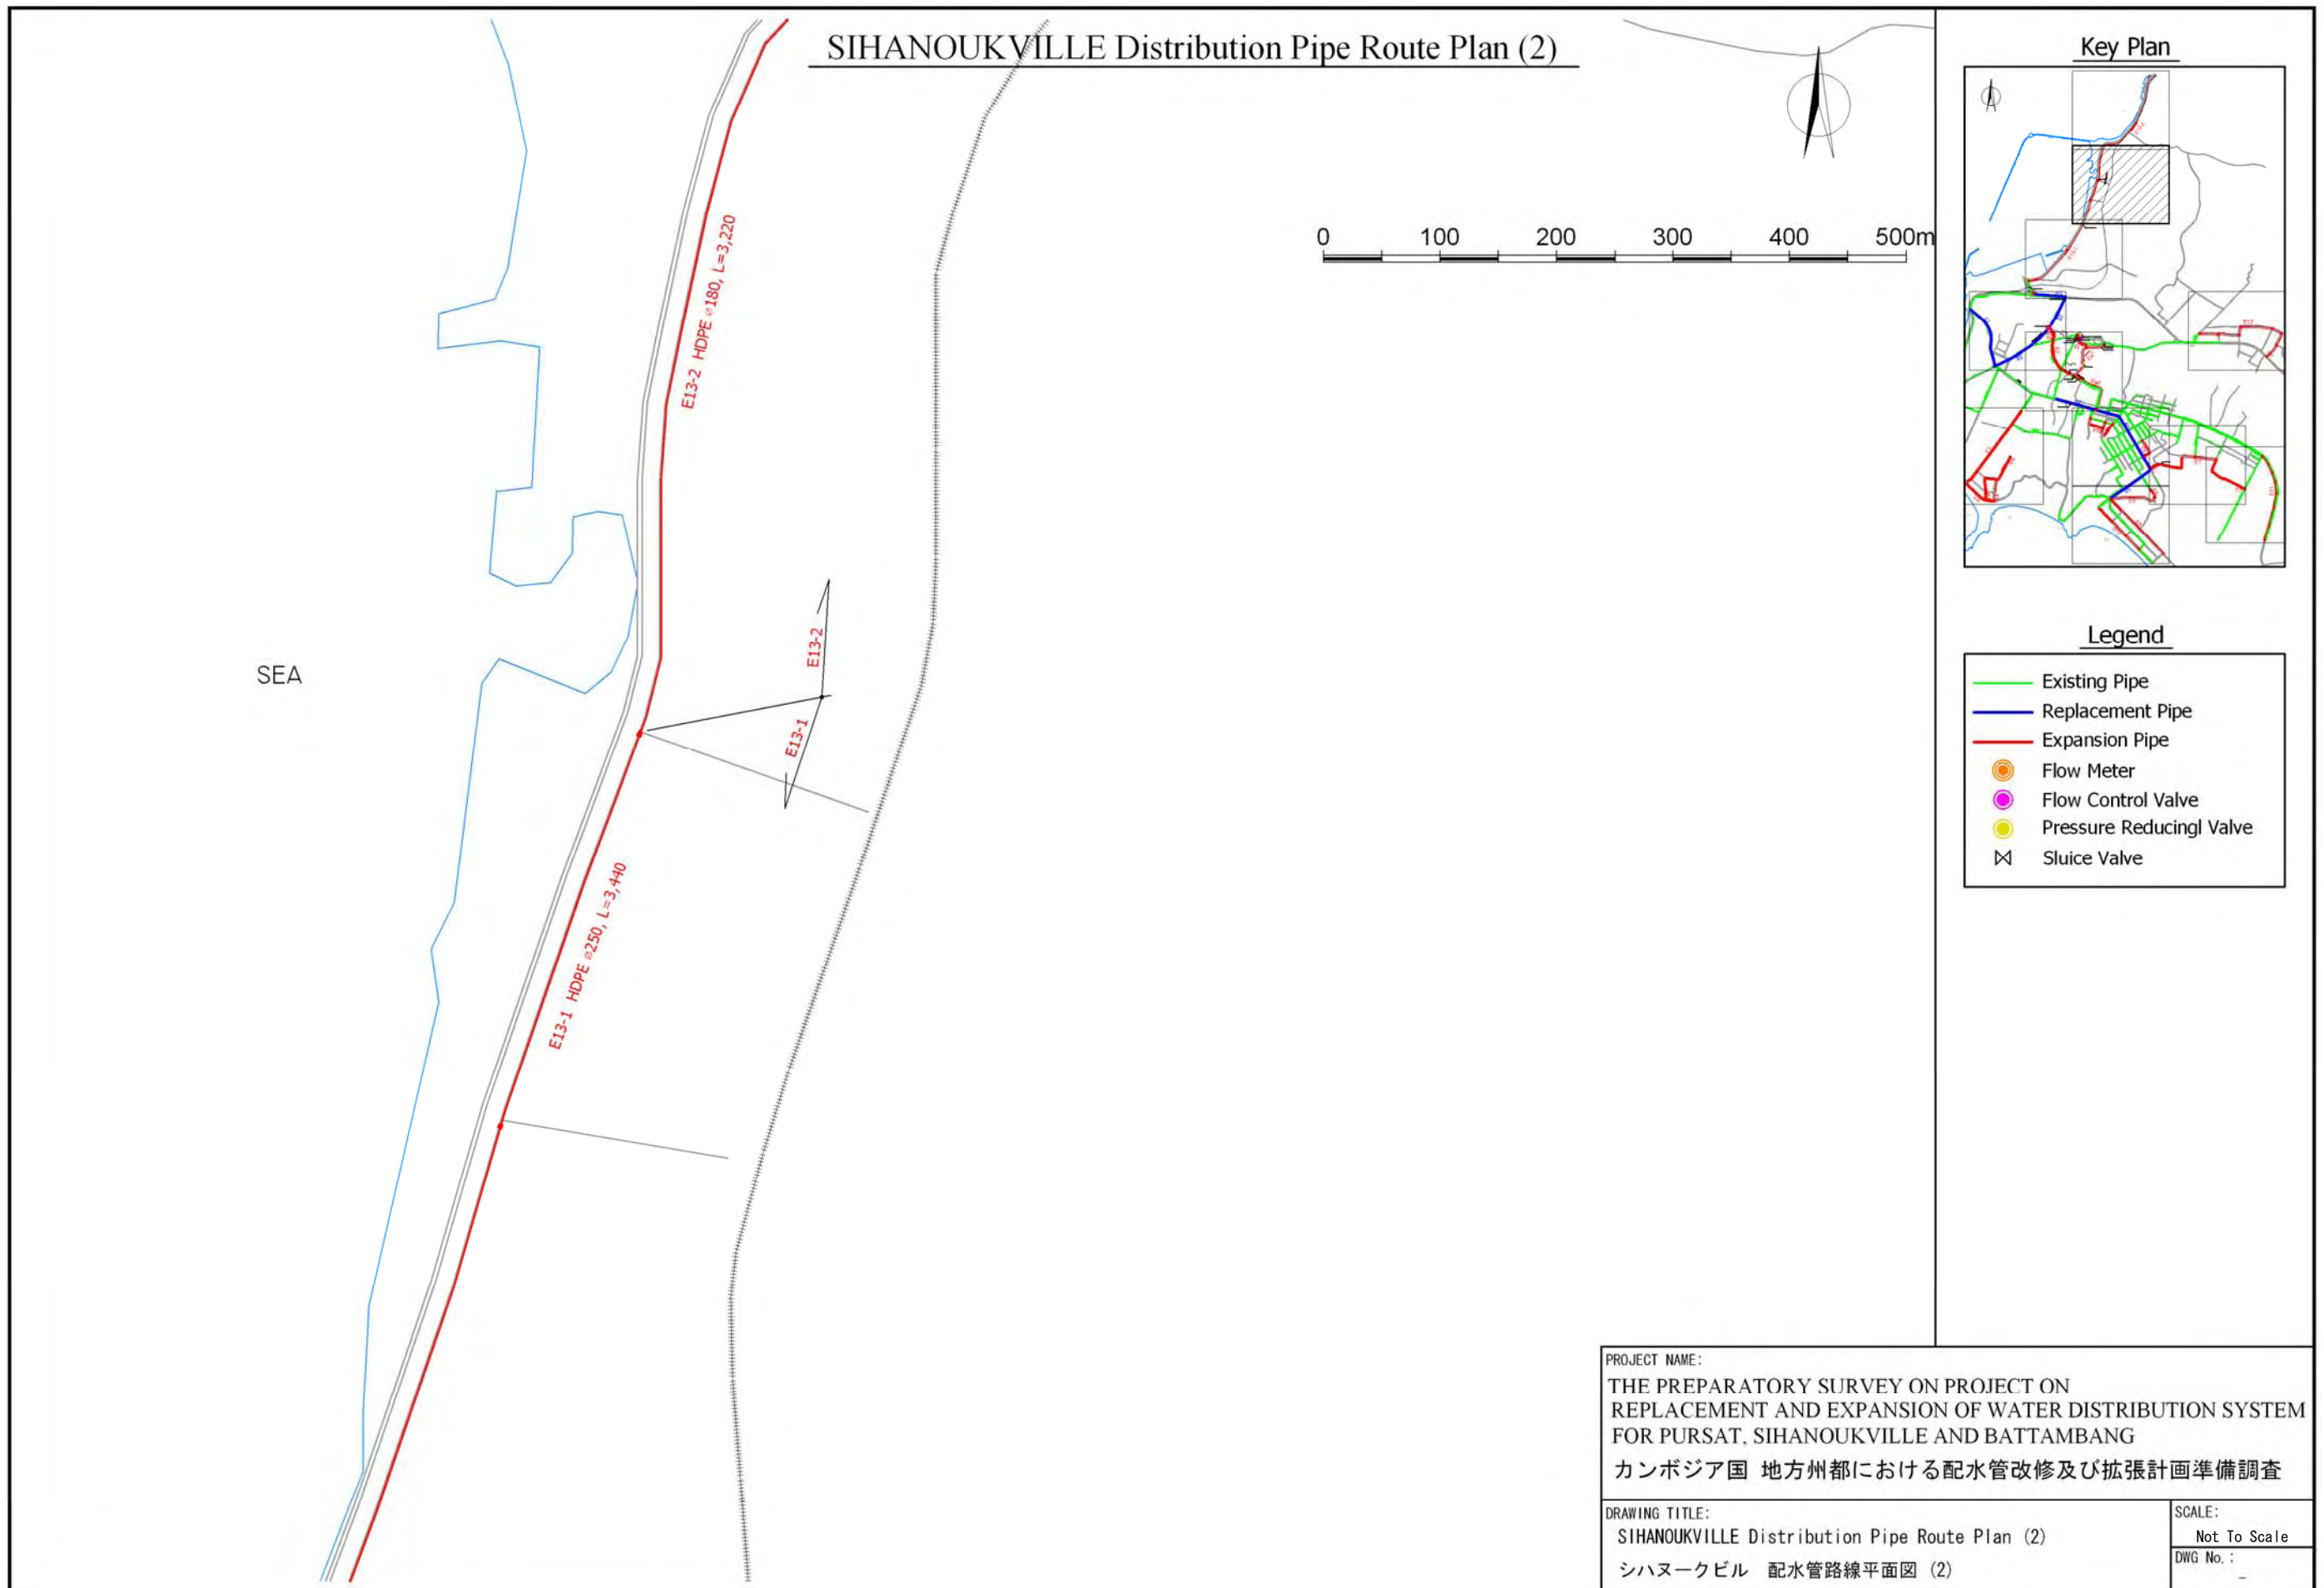 SIHANOUKVILLE Distribution Pipe Route Plan (2)
0 100 200 300 400 500m
E13-2 HDPE ⌀180, L=3,220
E13-2
E13-1
SEA
E13-1 HDPE ⌀250, L=3,440
Key Plan
Legend
Existing Pipe
Replacement Pipe
Expansion Pipe
Flow Meter
Flow Control Valve
Pressure Reducingl Valve
Sluice Valve
PROJECT NAME:
THE PREPARATORY SURVEY ON PROJECT ON
REPLACEMENT AND EXPANSION OF WATER DISTRIBUTION SYSTEM
FOR PURSAT, SIHANOUKVILLE AND BATTAMBANG
カンボジア国 地方州都における配水管改修及び拡張計画準備調査
DRAWING TITLE:
SIHANOUKVILLE Distribution Pipe Route Plan (2)
シハヌークビル 配水管路線平面図 (2)
SCALE:
Not To Scale
DWG No.:
–